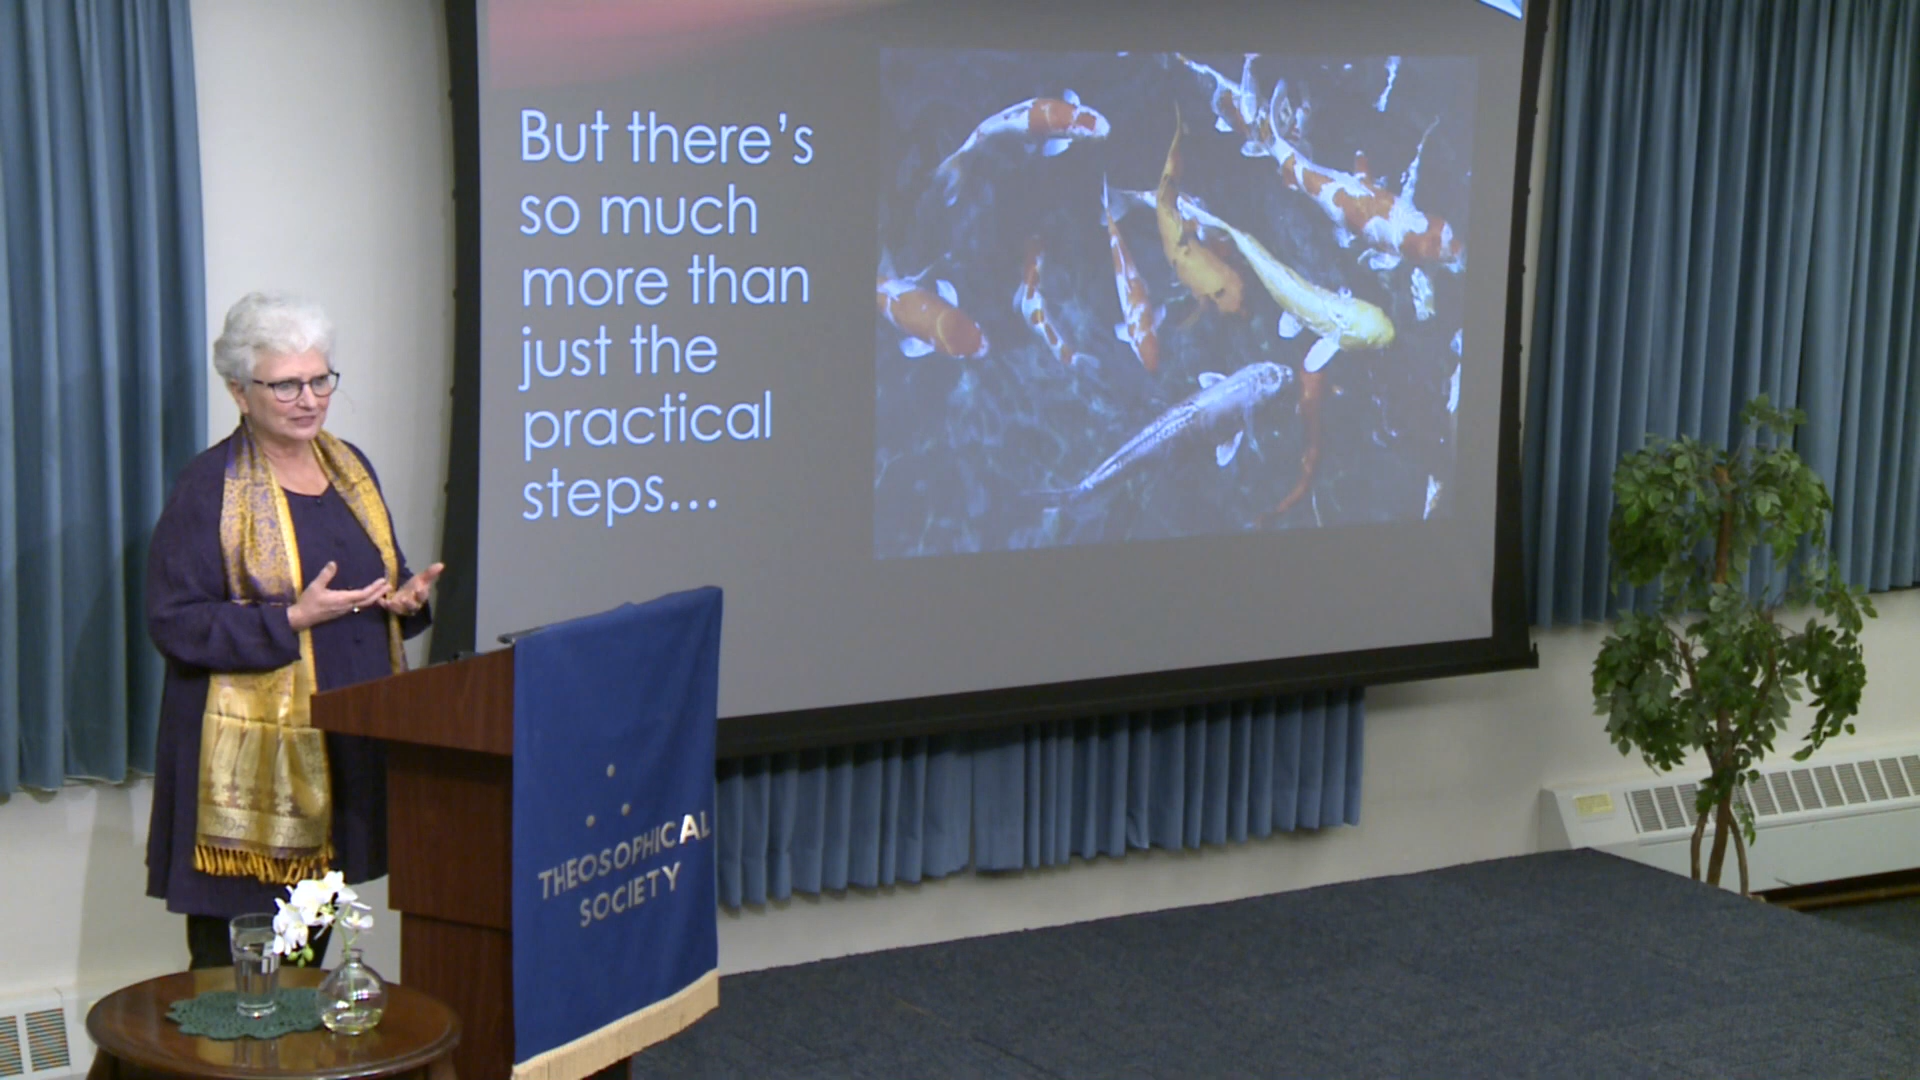 But there's
so much
more than
just the
practical
steps...
THEOSOPHICAL
SOCIETY